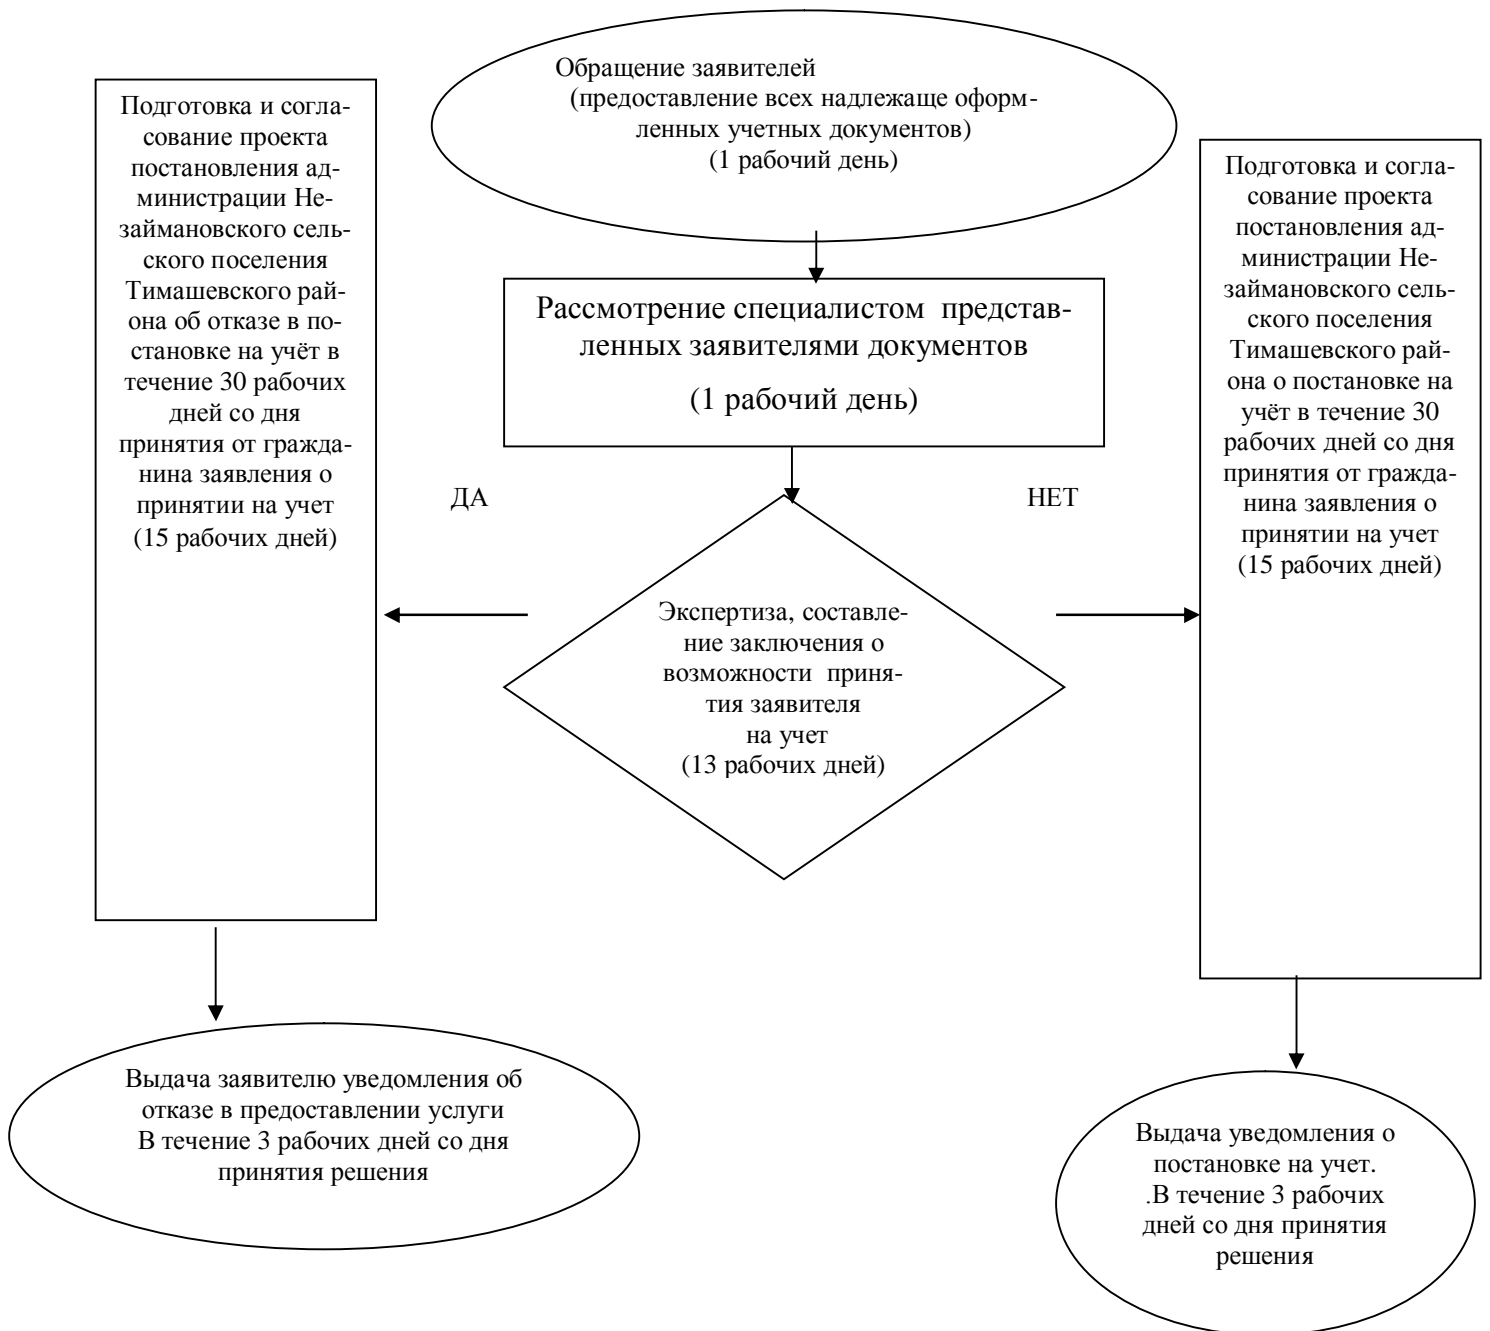 Обращение заявителей
(предоставление всех надлежаще оформ-
ленных учетных документов)
(1 рабочий день)
Подготовка и согла-
сование проекта
постановления ад-
министрации Не-
займановского сель-
ского поселения
Тимашевского рай-
она об отказе в по-
становке на учёт в
течение 30 рабочих
дней со дня
принятия от гражда-
нина заявления о
принятии на учет
(15 рабочих дней)
Подготовка и согла-
сование проекта
постановления ад-
министрации Не-
займановского сель-
ского поселения
Тимашевского рай-
она о постановке на
учёт в течение 30
рабочих дней со дня
принятия от гражда-
нина заявления о
принятии на учет
(15 рабочих дней)
Рассмотрение специалистом  представ-
ленных заявителями документов
(1 рабочий день)
ДА
НЕТ
Экспертиза, составле-
ние заключения о
возможности  приня-
тия заявителя
на учет
(13 рабочих дней)
Выдача заявителю уведомления об
отказе в предоставлении услуги
В течение 3 рабочих дней со дня
принятия решения
Выдача уведомления о
постановке на учет.
.В течение 3 рабочих
дней со дня принятия
решения